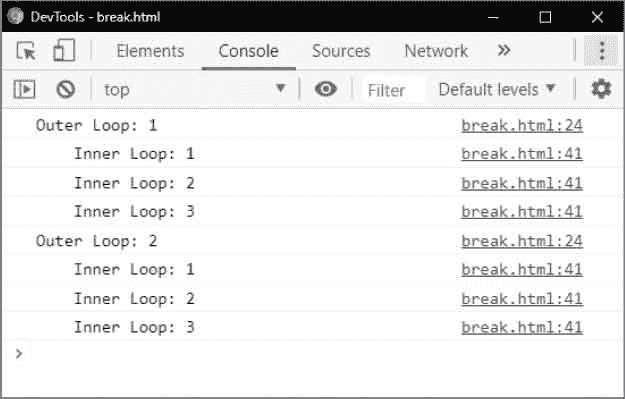 DevTools - break.html
Elements Console Sources Network »
top ▼ Filter Default levels ▼
Outer Loop: 1 break.html:24
Inner Loop: 1 break.html:41
Inner Loop: 2 break.html:41
Inner Loop: 3 break.html:41
Outer Loop: 2 break.html:24
Inner Loop: 1 break.html:41
Inner Loop: 2 break.html:41
Inner Loop: 3 break.html:41
>